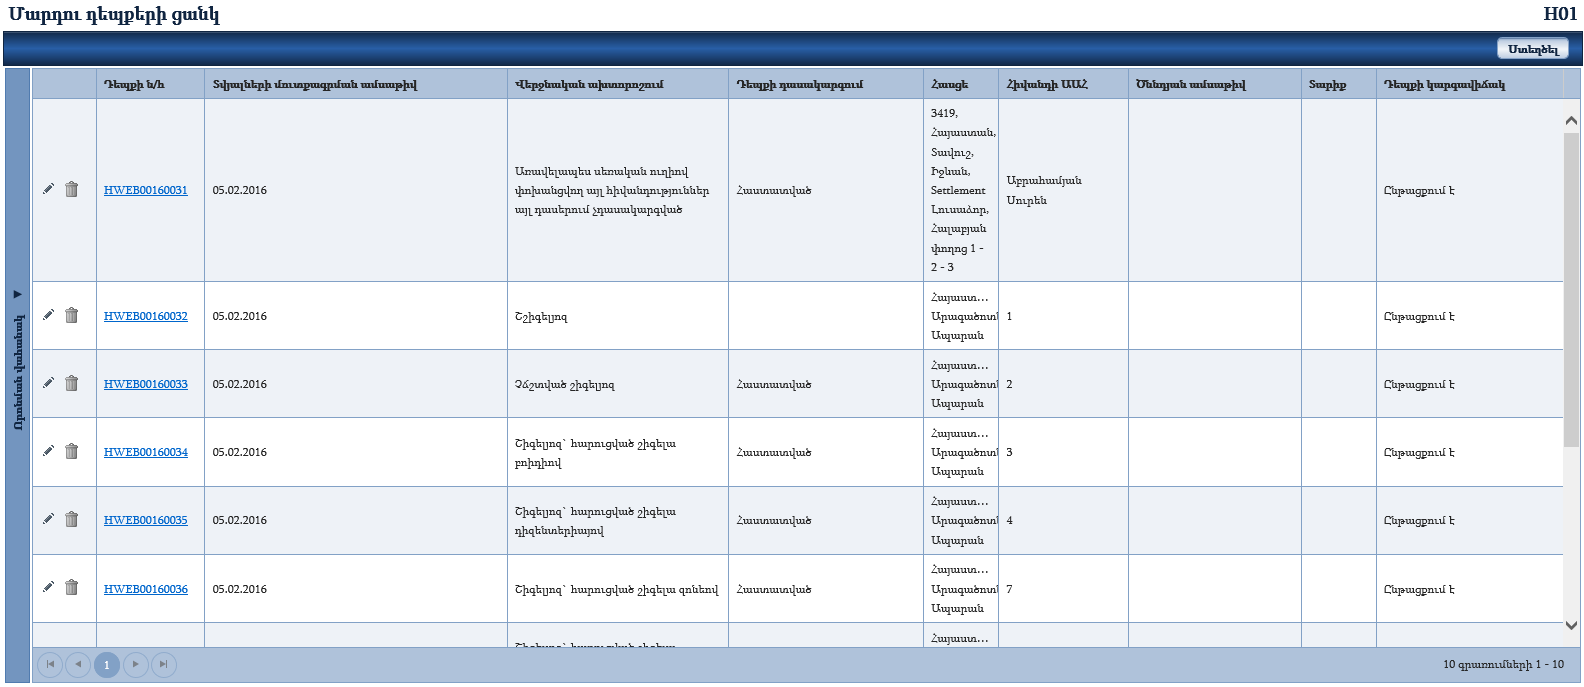 Մարդու դեպքերի ցանկ
H01
Ստեղծել
Որոնման վահանակ
Դեպքի ն/հ Տվյալների մուտքագրման ամսաթիվ Վերջնական ախտորոշում Դեպքի դասակարգում Հասցե Հիվանդի ԱԱՀ Ծննդյան ամսաթիվ Տարիք Դեպքի կարգավիճակ
HWEB00160031
05.02.2016
Առավելապես սեռական ուղիով
փոխանցվող այլ հիվանդություններ
այլ դասերում չդասակարգված
Հաստատված
3419,
Հայաստան,
Տավուշ,
Իջևան,
Settlement
Լուսաձոր,
Հալաբյան
փողոց 1 -
2 - 3
Աբրահամյան
Սուրեն
Ընթացքում է
HWEB00160032
05.02.2016
Շշիգելյոզ
Հայաստ...
Արագածոտն
Ապարան
1
Ընթացքում է
HWEB00160033
05.02.2016
Չճշտված շիգելյոզ
Հաստատված
Հայաստ...
Արագածոտն
Ապարան
2
Ընթացքում է
HWEB00160034
05.02.2016
Շիգելյոզ` հարուցված շիգելա
բոիդիով
Հաստատված
Հայաստ...
Արագածոտն
Ապարան
3
Ընթացքում է
HWEB00160035
05.02.2016
Շիգելյոզ` հարուցված շիգելա
դիզենտերիայով
Հաստատված
Հայաստ...
Արագածոտն
Ապարան
4
Ընթացքում է
HWEB00160036
05.02.2016
Շիգելյոզ` հարուցված շիգելա զոնեով
Հաստատված
Հայաստ...
Արագածոտն
Ապարան
7
Ընթացքում է
Հայաստ...
1
10 գրառումների 1 - 10